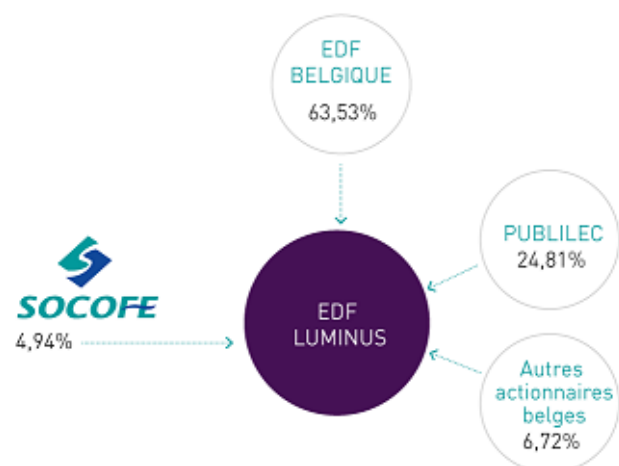 EDF
BELGIQUE
63,53%
PUBLILEC
24,81%
SOCOFE
4,94%
EDF
LUMINUS
Autres
actionnaires
belges
6,72%